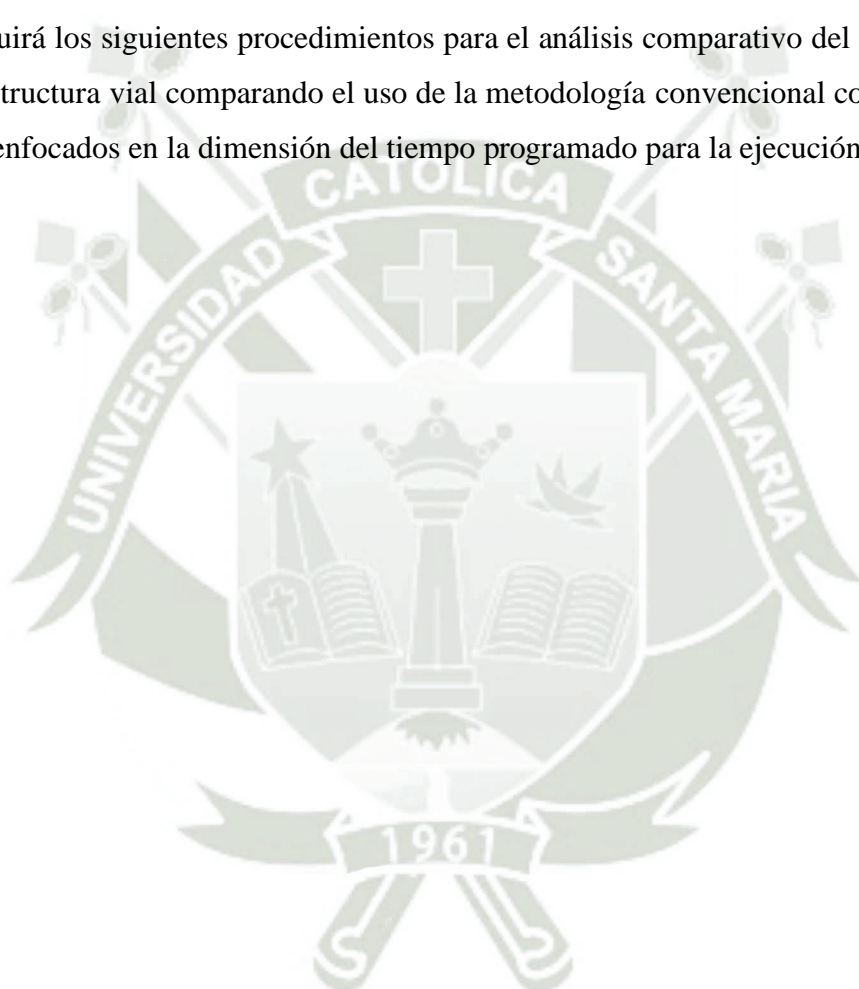 uirá los siguientes procedimientos para el análisis comparativo del
tructura vial comparando el uso de la metodología convencional co
enfocados en la dimensión del tiempo programado para la ejecución
UNIVERSIDAD CATOLICA SANTA MARIA
1961